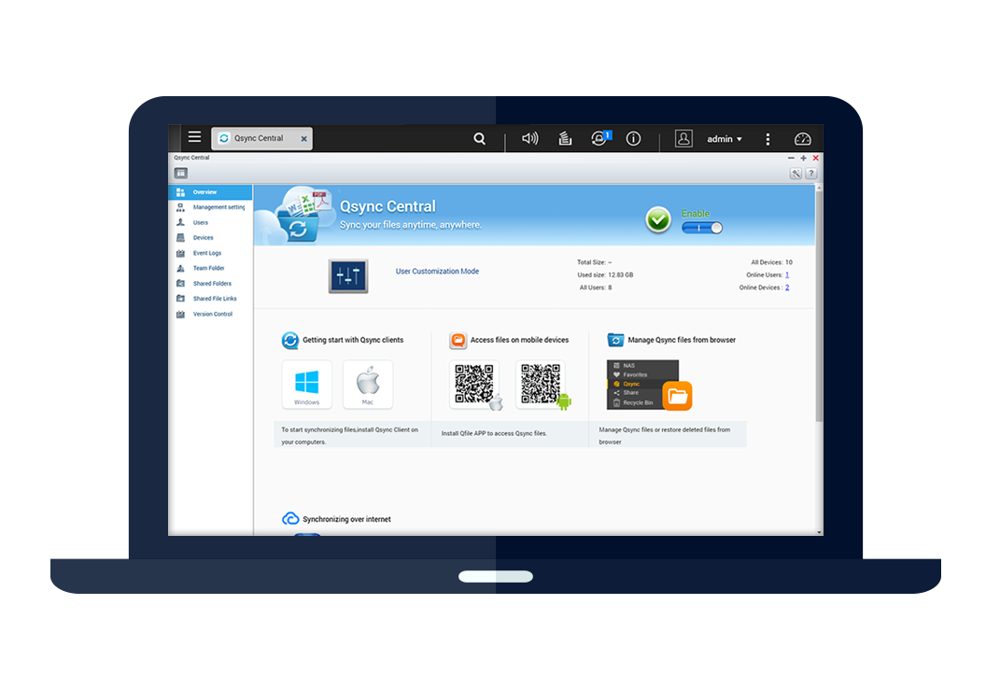 Qsync Central
1
admin
Qsync Central
Overview
Management setting
Users
Devices
Event Logs
Team Folder
Shared Folders
Shared File Links
Version Control
W X PDF
Qsync Central
Sync your files anytime, anywhere.
Enable
User Customization Mode
Total Size: --
Used size: 12.83 GB
All Users: 8
All Devices: 10
Online Users: 1
Online Devices : 2
Getting start with Qsync clients
Windows
Mac
To start synchronizing files,install Qsync Client on
your computers.
Access files on mobile devices
Install Qfile APP to access Qsync files.
Manage Qsync files from browser
NAS
Favorites
Qsync
Share
Recycle Bin
Manage Qsync files or restore deleted files from
browser
Synchronizing over internet